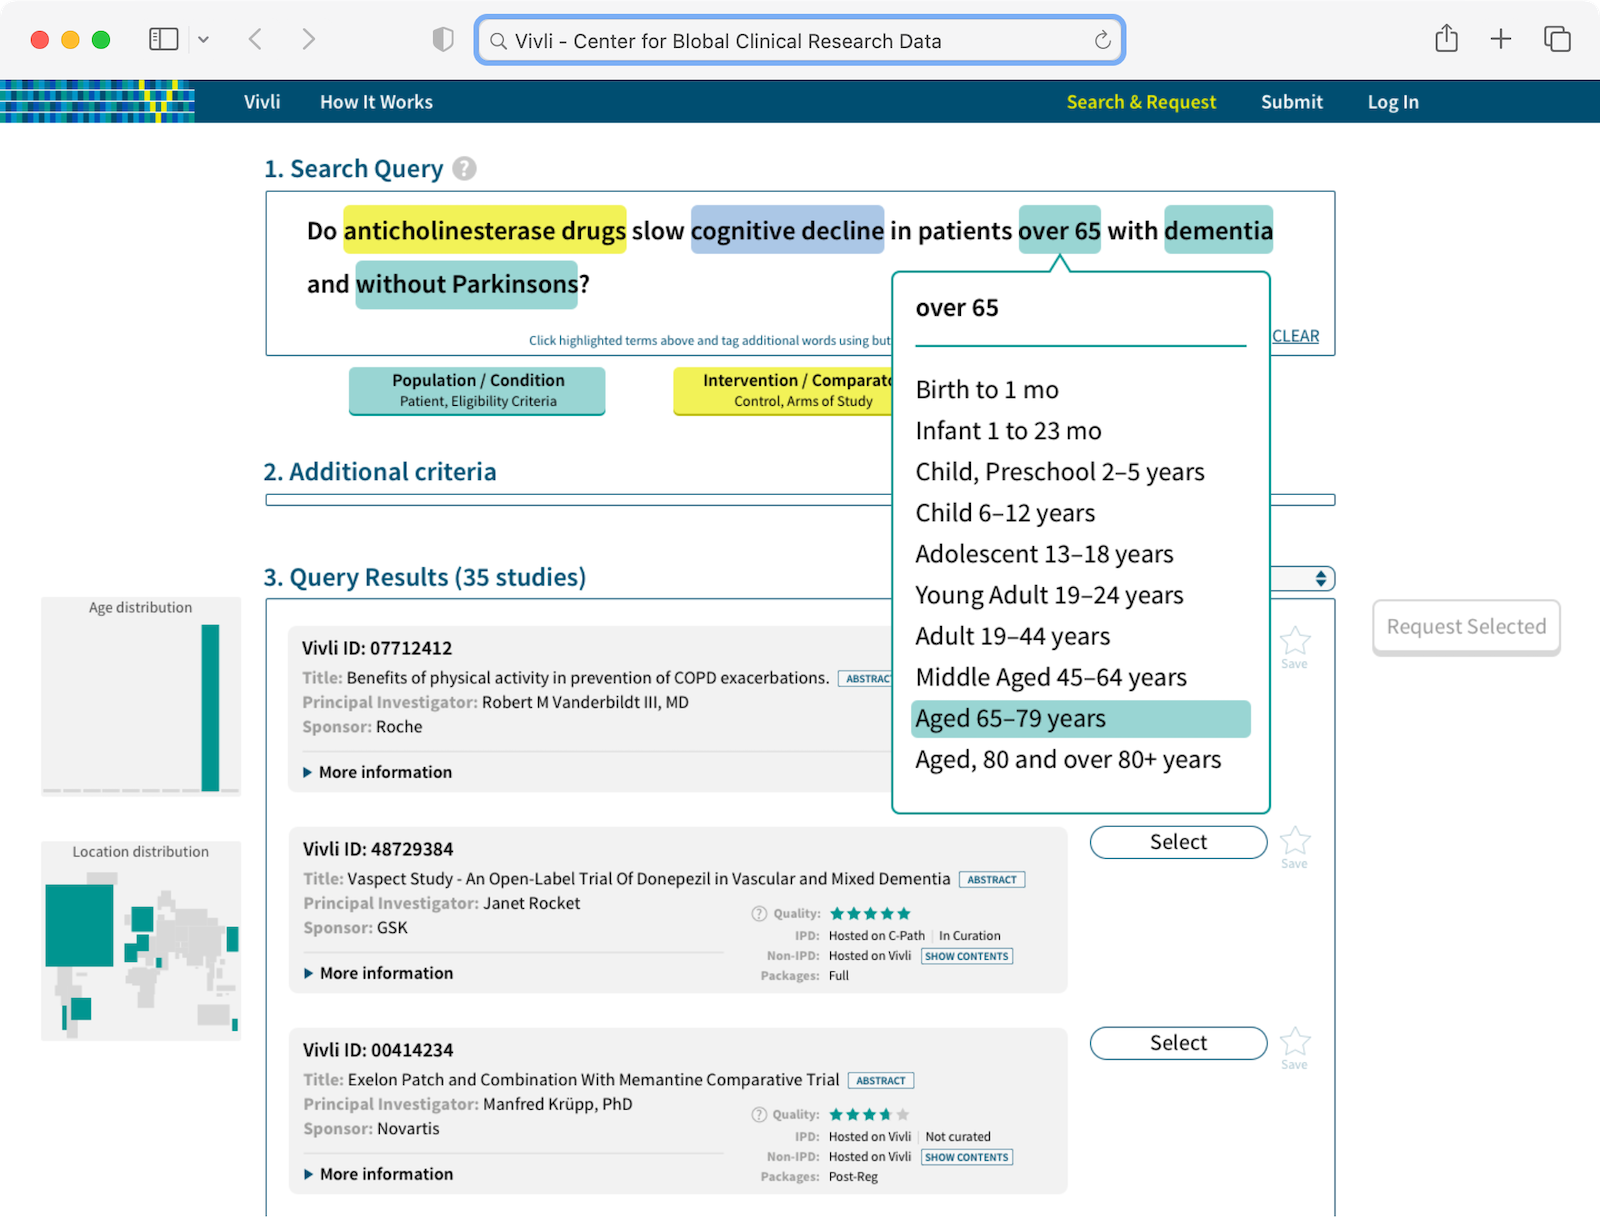 Vivli - Center for Blobal Clinical Research Data
Vivli
How It Works
Search & Request
Submit
Log In
1. Search Query ?
Do anticholinesterase drugs slow cognitive decline in patients over 65 with dementia
and without Parkinsons?
Click highlighted terms above and tag additional words using but
CLEAR
Population / Condition
Patient, Eligibility Criteria
Intervention / Comparato
Control, Arms of Study
over 65
Birth to 1 mo
Infant 1 to 23 mo
Child, Preschool 2–5 years
Child 6–12 years
Adolescent 13–18 years
Young Adult 19–24 years
Adult 19–44 years
Middle Aged 45–64 years
Aged 65–79 years
Aged, 80 and over 80+ years
2. Additional criteria
3. Query Results (35 studies)
Age distribution
Location distribution
Request Selected
Vivli ID: 07712412
Title: Benefits of physical activity in prevention of COPD exacerbations. ABSTRAC
Principal Investigator: Robert M Vanderbildt III, MD
Sponsor: Roche
More information
Save
Vivli ID: 48729384
Title: Vaspect Study - An Open-Label Trial Of Donepezil in Vascular and Mixed Dementia ABSTRACT
Principal Investigator: Janet Rocket
Sponsor: GSK
More information
? Quality:
IPD: Hosted on C-Path In Curation
Non-IPD: Hosted on Vivli SHOW CONTENTS
Packages: Full
Select
Save
Vivli ID: 00414234
Title: Exelon Patch and Combination With Memantine Comparative Trial ABSTRACT
Principal Investigator: Manfred Krüpp, PhD
Sponsor: Novartis
More information
? Quality:
IPD: Hosted on Vivli Not curated
Non-IPD: Hosted on Vivli SHOW CONTENTS
Packages: Post-Reg
Select
Save